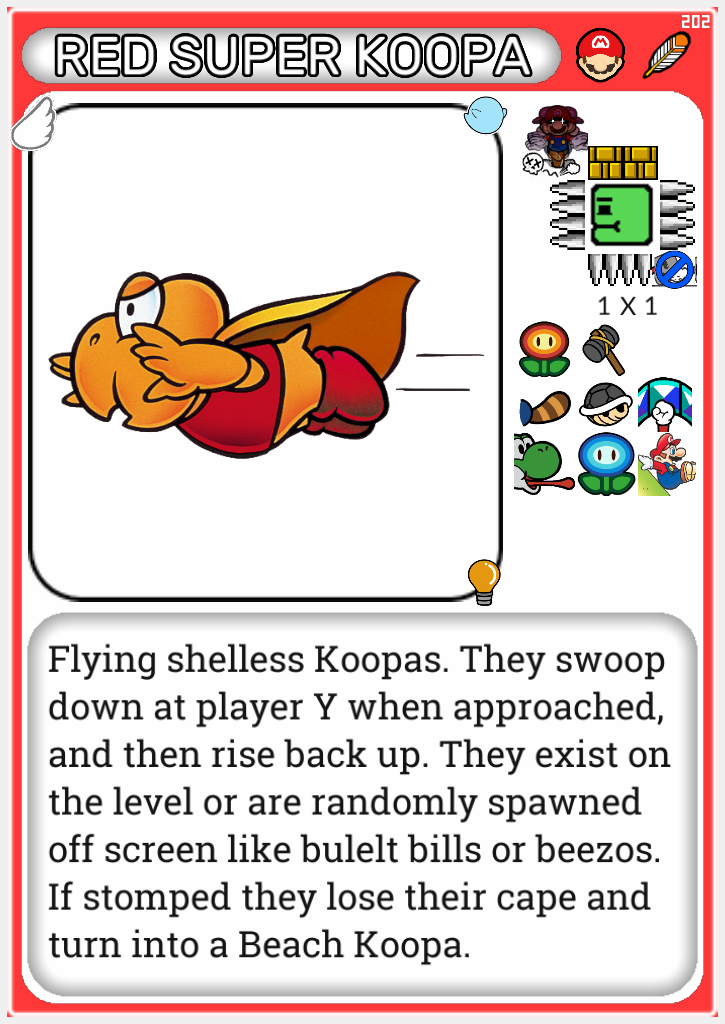 202
RED SUPER KOOPA
1 X 1
Flying shelless Koopas. They swoop
down at player Y when approached,
and then rise back up. They exist on
the level or are randomly spawned
off screen like bulelt bills or beezos.
If stomped they lose their cape and
turn into a Beach Koopa.